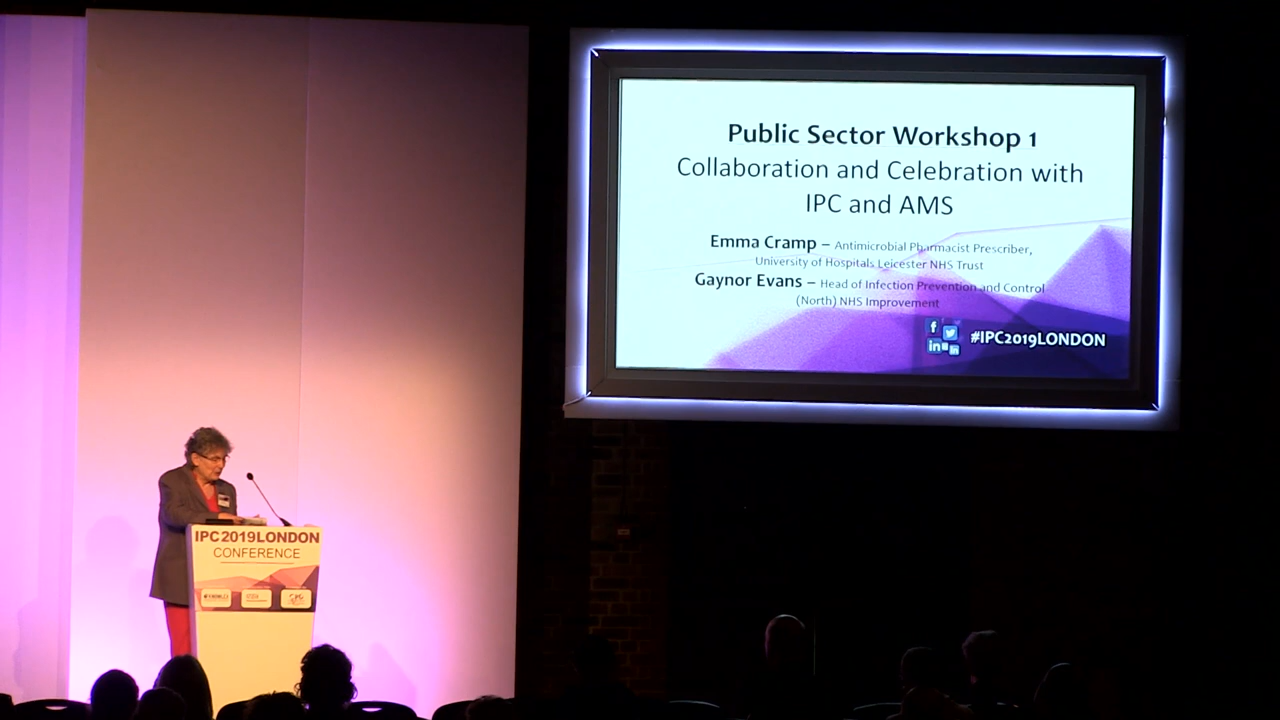 Public Sector Workshop 1
Collaboration and Celebration with
IPC and AMS
Emma Cramp – Antimicrobial Pharmacist Prescriber,
University of Hospitals Leicester NHS Trust
Gaynor Evans – Head of Infection Prevention and Control
(North) NHS Improvement
#IPC2019LONDON
IPC2019LONDON
CONFERENCE